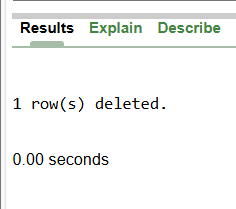 Results Explain Describe
1 row(s) deleted.
0.00 seconds